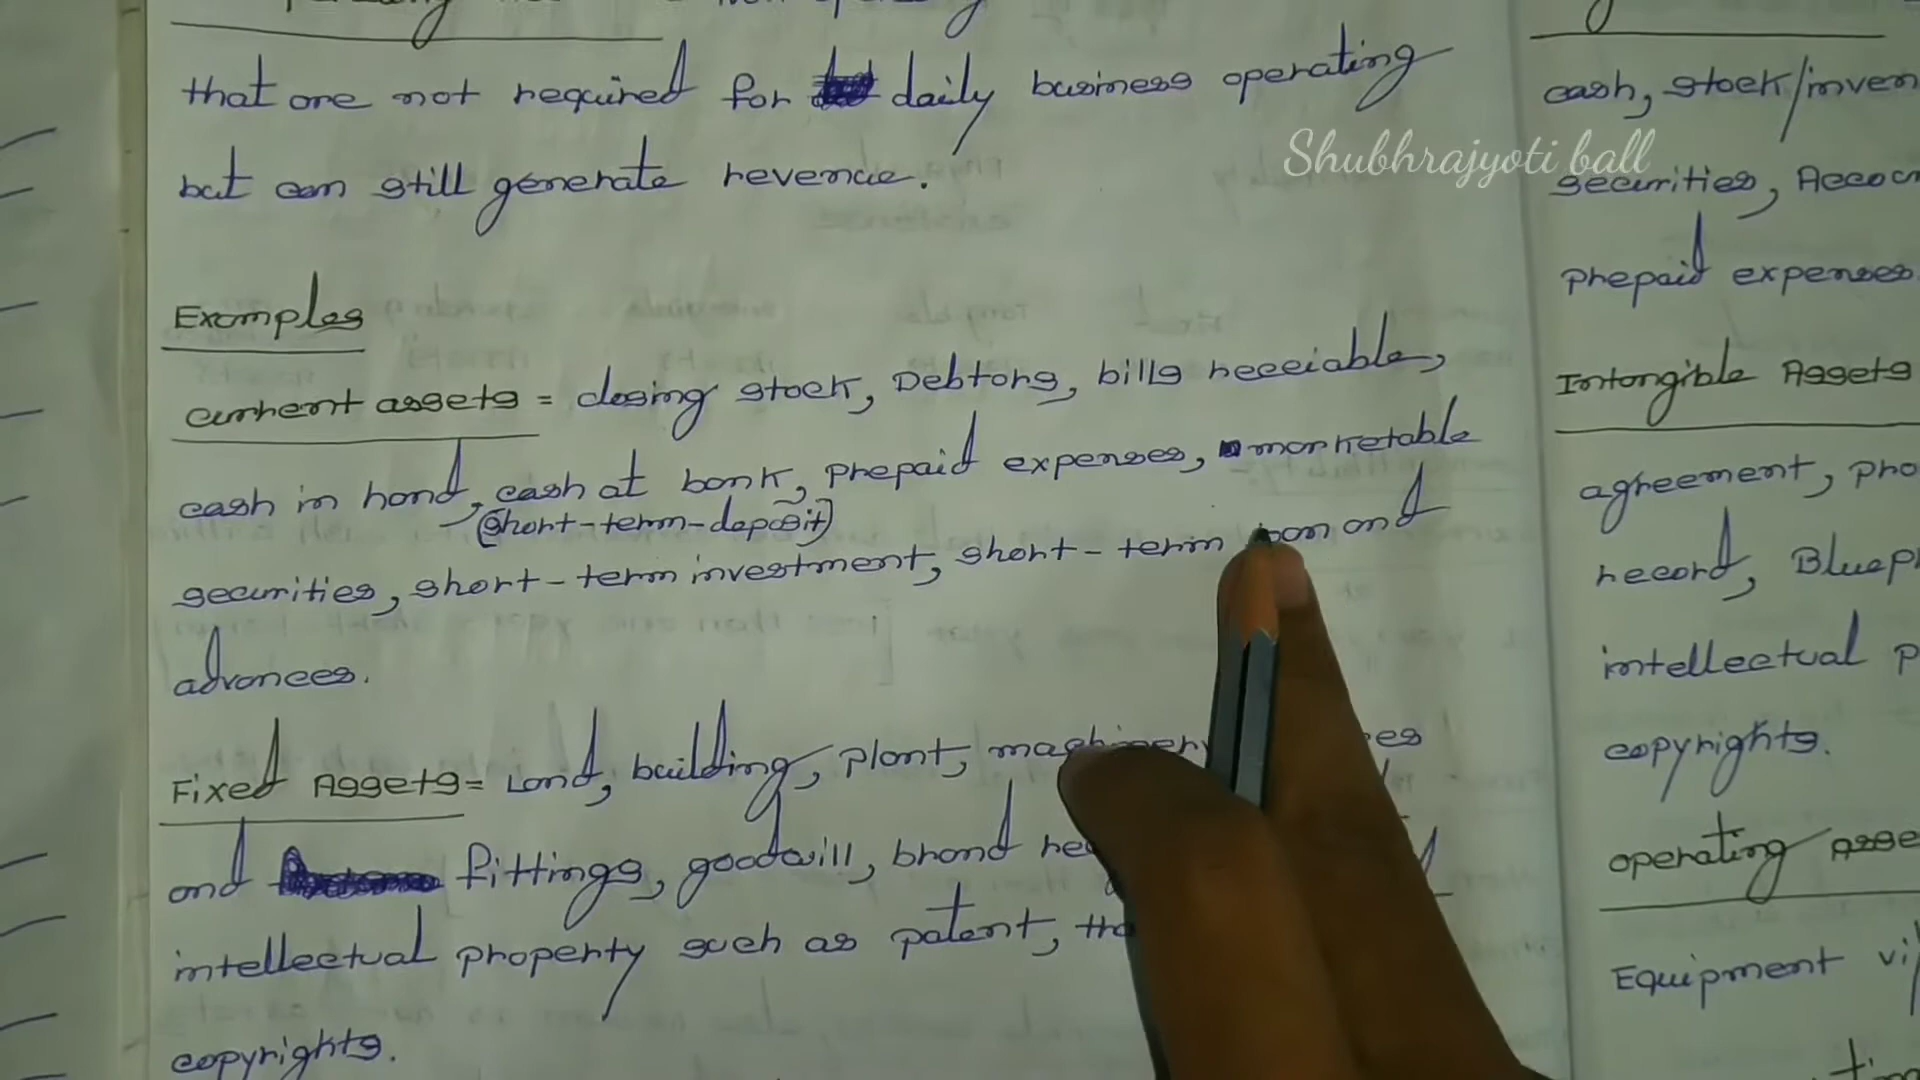 that are not required for daily business operating
but can still generate revenue.
Examples
current assets = closing stock, Debtors, bills receiable,
cash in hand, cash at bank, prepaid expenses, marketable
(short-term-deposit)
securities, short-term investment, short-term loan and
advances.
Fixed Assets = Land, building, plant, machinery
and fittings, goodwill, brand
intellectual property such as patent,
copyrights.
cash, stock/
securities,
prepaid expenses
Intangible Assets
agreement,
record,
intellectual
copyrights.
operating
Equipment
Shubhrajyoti ball